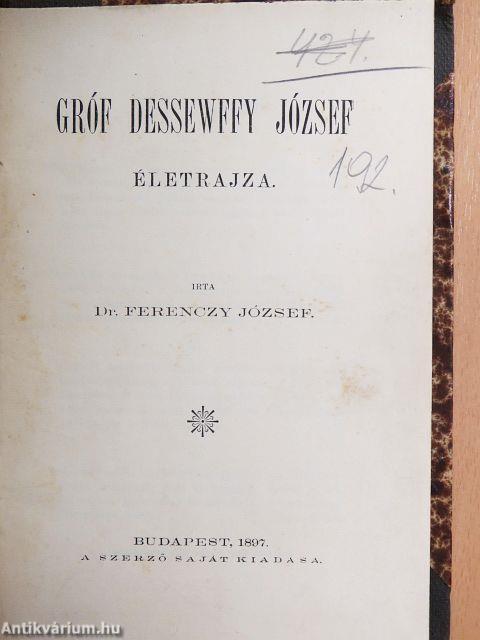 424.
GRÓF DESSEWFFY JÓZSEF
ÉLETRAJZA.
192.
IRTA
Dr. FERENCZY JÓZSEF.
BUDAPEST, 1897.
A SZERZŐ SAJÁT KIADÁSA.
Antikvárium.hu